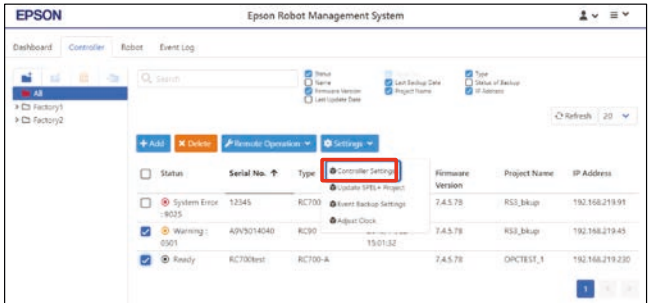 EPSON
Epson Robot Management System
Dashboard Controller Robot Event Log
Search
Status
Name
Firmware Version
Last Update Date
Last Backup Date
Project Name
Type
Status of Backup
IP Address
All
Factory1
Factory2
Refresh 20
Add Delete Remote Operation Settings
Controller Settings
Update SPEL+ Project
Event Backup Settings
Adjust Clock
Status Serial No. Type Firmware Version Project Name IP Address
System Error : 9025 12345 RC700 7.4.5.78 RS3_bkup 192.168.219.91
Warning : 0501 A0V5014040 RC90 15:01:32 7.4.5.78 RS3_bkup 192.168.219.45
Ready RC700test RC700-A 7.4.5.78 OPCTEST_1 192.168.219.230
1